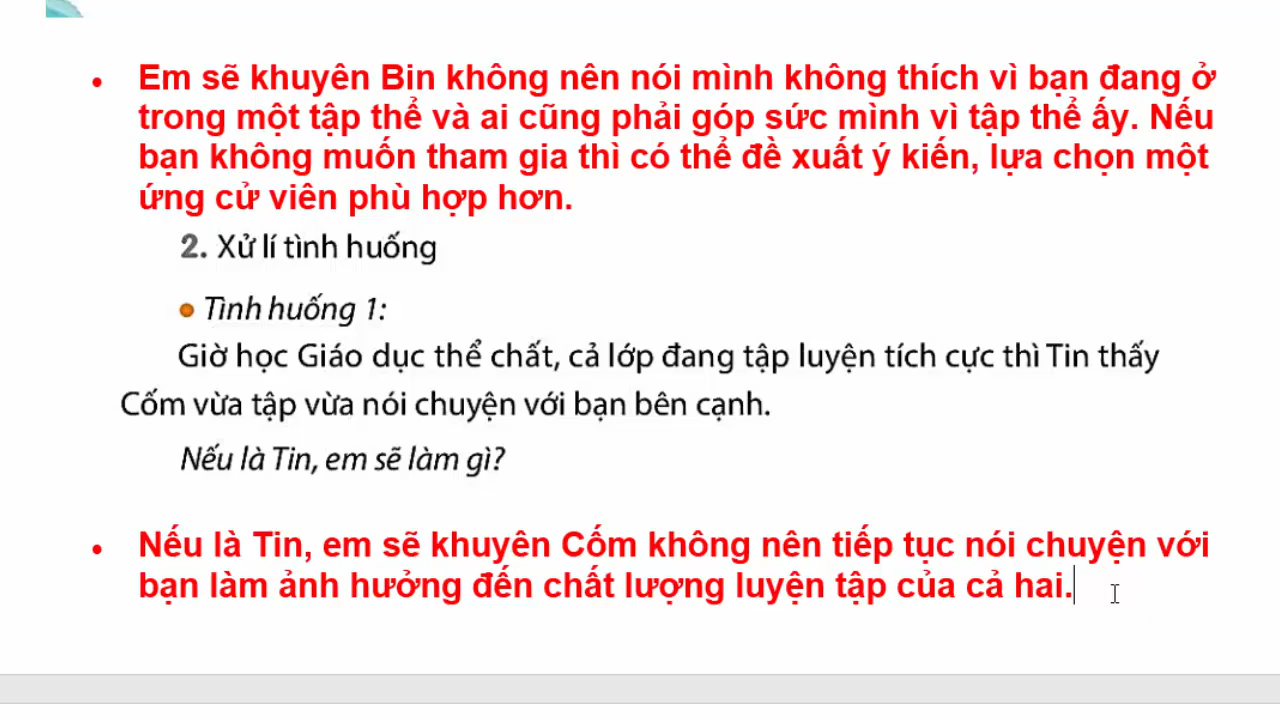 • Em sẽ khuyên Bin không nên nói mình không thích vì bạn đang ở
trong một tập thể và ai cũng phải góp sức mình vì tập thể ấy. Nếu
bạn không muốn tham gia thì có thể đề xuất ý kiến, lựa chọn một
ứng cử viên phù hợp hơn.
2. Xử lí tình huống
• Tình huống 1:
Giờ học Giáo dục thể chất, cả lớp đang tập luyện tích cực thì Tin thấy
Cốm vừa tập vừa nói chuyện với bạn bên cạnh.
Nếu là Tin, em sẽ làm gì?
• Nếu là Tin, em sẽ khuyên Cốm không nên tiếp tục nói chuyện với
bạn làm ảnh hưởng đến chất lượng luyện tập của cả hai.